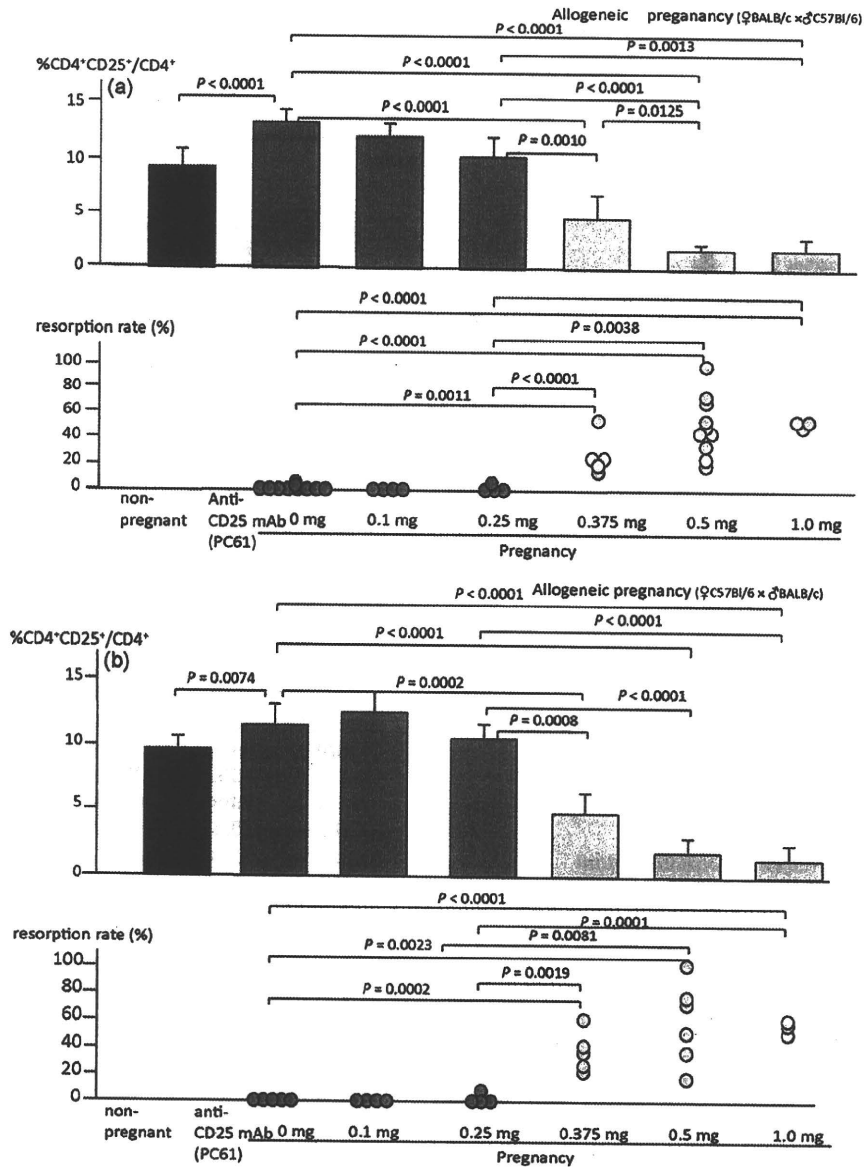 Allogeneic preganancy (♀BALB/c x♂C57Bl/6)
P < 0.0001
P = 0.0013
%CD4⁺CD25⁺/CD4⁺
(a)
P < 0.0001
P < 0.0001
P < 0.0001
P < 0.0001
P = 0.0125
P = 0.0010
15
10
5
0
P < 0.0001
resorption rate (%)
P = 0.0038
P < 0.0001
P < 0.0001
P = 0.0011
100
80
60
40
20
0
non-pregnant
Anti-CD25 mAb (PC61)
0 mg
0.1 mg
0.25 mg
0.375 mg
0.5 mg
1.0 mg
Pregnancy
Allogeneic pregnancy (♀C57Bl/6 x ♂BALB/c)
P < 0.0001
P < 0.0001
%CD4⁺CD25⁺/CD4⁺
(b)
P < 0.0001
P = 0.0074
P = 0.0002
P < 0.0001
P = 0.0008
15
10
5
0
P < 0.0001
P = 0.0001
resorption rate (%)
P = 0.0081
P = 0.0023
P = 0.0019
P = 0.0002
100
80
60
40
20
0
non-pregnant
anti-CD25 mAb (PC61)
0 mg
0.1 mg
0.25 mg
0.375 mg
0.5 mg
1.0 mg
Pregnancy